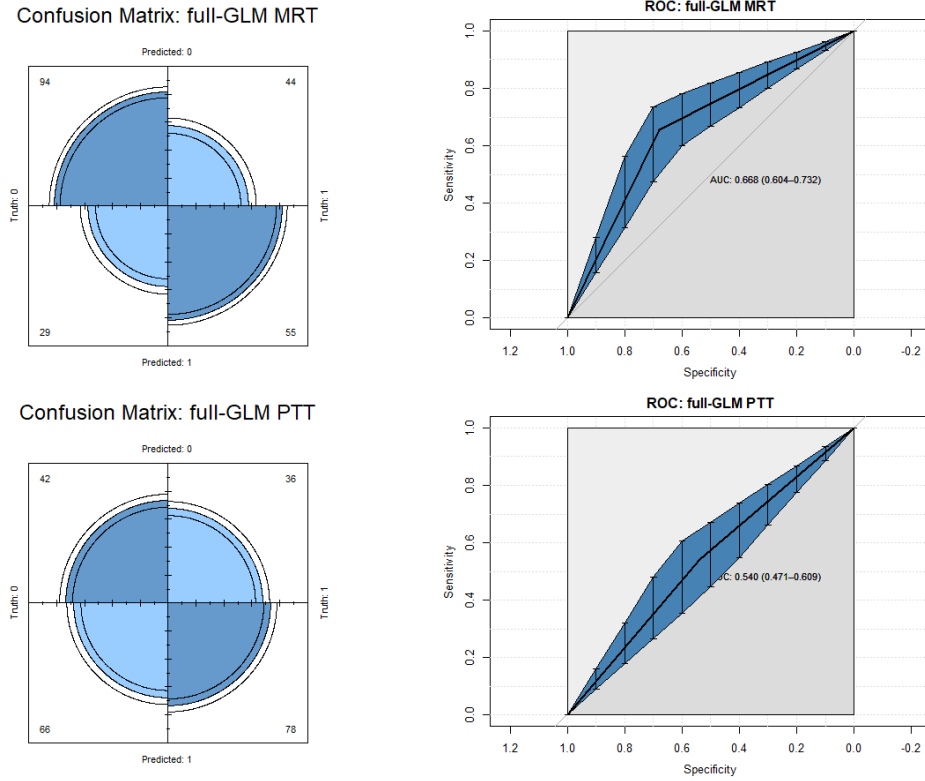 Confusion Matrix: full-GLM MRT
Predicted: 0
94
44
Truth: 0
Truth: 1
29
55
Predicted: 1
ROC: full-GLM MRT
1.0
0.8
0.6
0.4
0.2
0.0
Sensitivity
AUC: 0.668 (0.604–0.732)
1.2 1.0 0.8 0.6 0.4 0.2 0.0 -0.2
Specificity
Confusion Matrix: full-GLM PTT
Predicted: 0
42
36
Truth: 0
Truth: 1
66
78
Predicted: 1
ROC: full-GLM PTT
1.0
0.8
0.6
0.4
0.2
0.0
Sensitivity
0.540 (0.471–0.609)
1.2 1.0 0.8 0.6 0.4 0.2 0.0 -0.2
Specificity